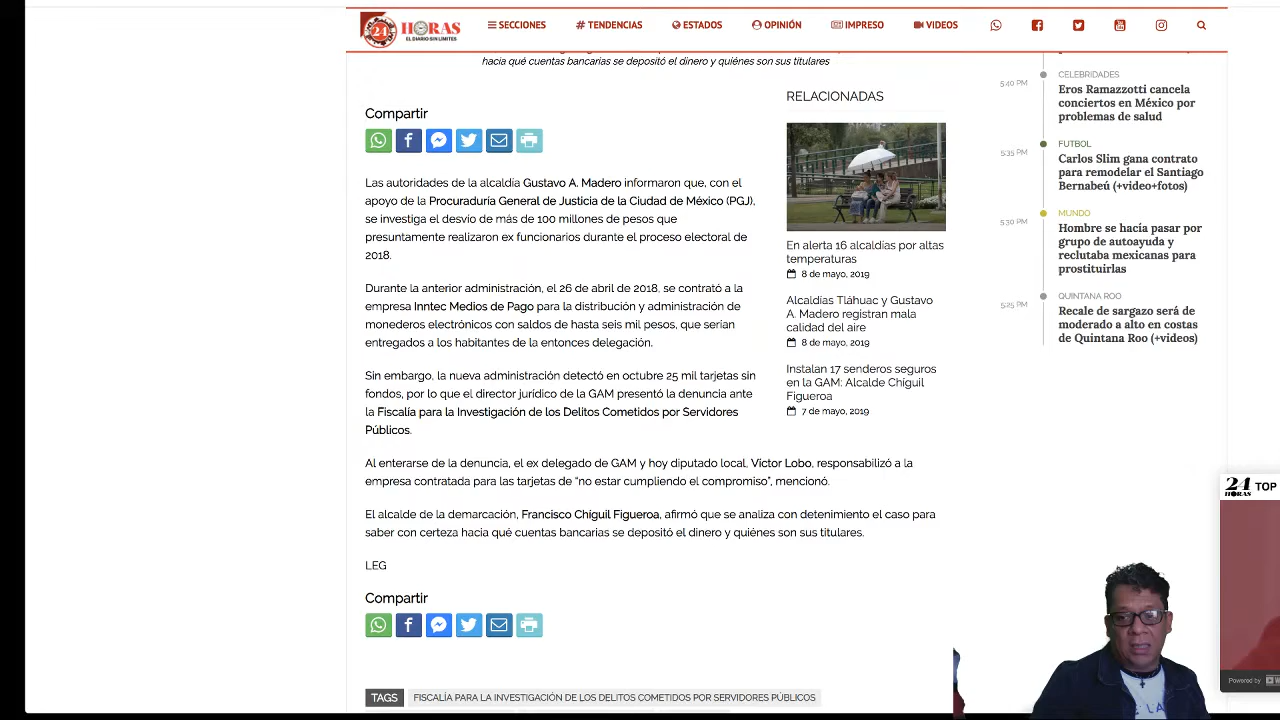 24 HORAS
EL DIARIO SIN LÍMITES
SECCIONES
# TENDENCIAS
ESTADOS
OPINIÓN
IMPRESO
VIDEOS
hacia qué cuentas bancarias se depositó el dinero y quiénes son sus titulares
Compartir
Las autoridades de la alcaldía Gustavo A. Madero informaron que, con el
apoyo de la Procuraduría General de Justicia de la Ciudad de México (PGJ),
se investiga el desvío de más de 100 millones de pesos que
presuntamente realizaron ex funcionarios durante el proceso electoral de
2018.
Durante la anterior administración, el 26 de abril de 2018, se contrató a la
empresa Inntec Medios de Pago para la distribución y administración de
monederos electrónicos con saldos de hasta seis mil pesos, que serían
entregados a los habitantes de la entonces delegación.
Sin embargo, la nueva administración detectó en octubre 25 mil tarjetas sin
fondos, por lo que el director jurídico de la GAM presentó la denuncia ante
la Fiscalía para la Investigación de los Delitos Cometidos por Servidores
Públicos.
Al enterarse de la denuncia, el ex delegado de GAM y hoy diputado local, Víctor Lobo, responsabilizó a la
empresa contratada para las tarjetas de “no estar cumpliendo el compromiso”, mencionó.
El alcalde de la demarcación, Francisco Chíguil Figueroa, afirmó que se analiza con detenimiento el caso para
saber con certeza hacia qué cuentas bancarias se depositó el dinero y quiénes son sus titulares.
LEG
Compartir
TAGS
FISCALÍA PARA LA INVESTIGACIÓN DE LOS DELITOS COMETIDOS POR SERVIDORES PÚBLICOS
RELACIONADAS
En alerta 16 alcaldías por altas
temperaturas
8 de mayo, 2019
Alcaldías Tláhuac y Gustavo
A. Madero registran mala
calidad del aire
8 de mayo, 2019
Instalan 17 senderos seguros
en la GAM: Alcalde Chíguil
Figueroa
7 de mayo, 2019
5:40 PM
CELEBRIDADES
Eros Ramazzotti cancela
conciertos en México por
problemas de salud
5:35 PM
FUTBOL
Carlos Slim gana contrato
para remodelar el Santiago
Bernabeú (+video+fotos)
5:30 PM
MUNDO
Hombre se hacía pasar por
grupo de autoayuda y
reclutaba mexicanas para
prostituirlas
5:25 PM
QUINTANA ROO
Recale de sargazo será de
moderado a alto en costas
de Quintana Roo (+videos)
24 HORAS TOP
Powered by